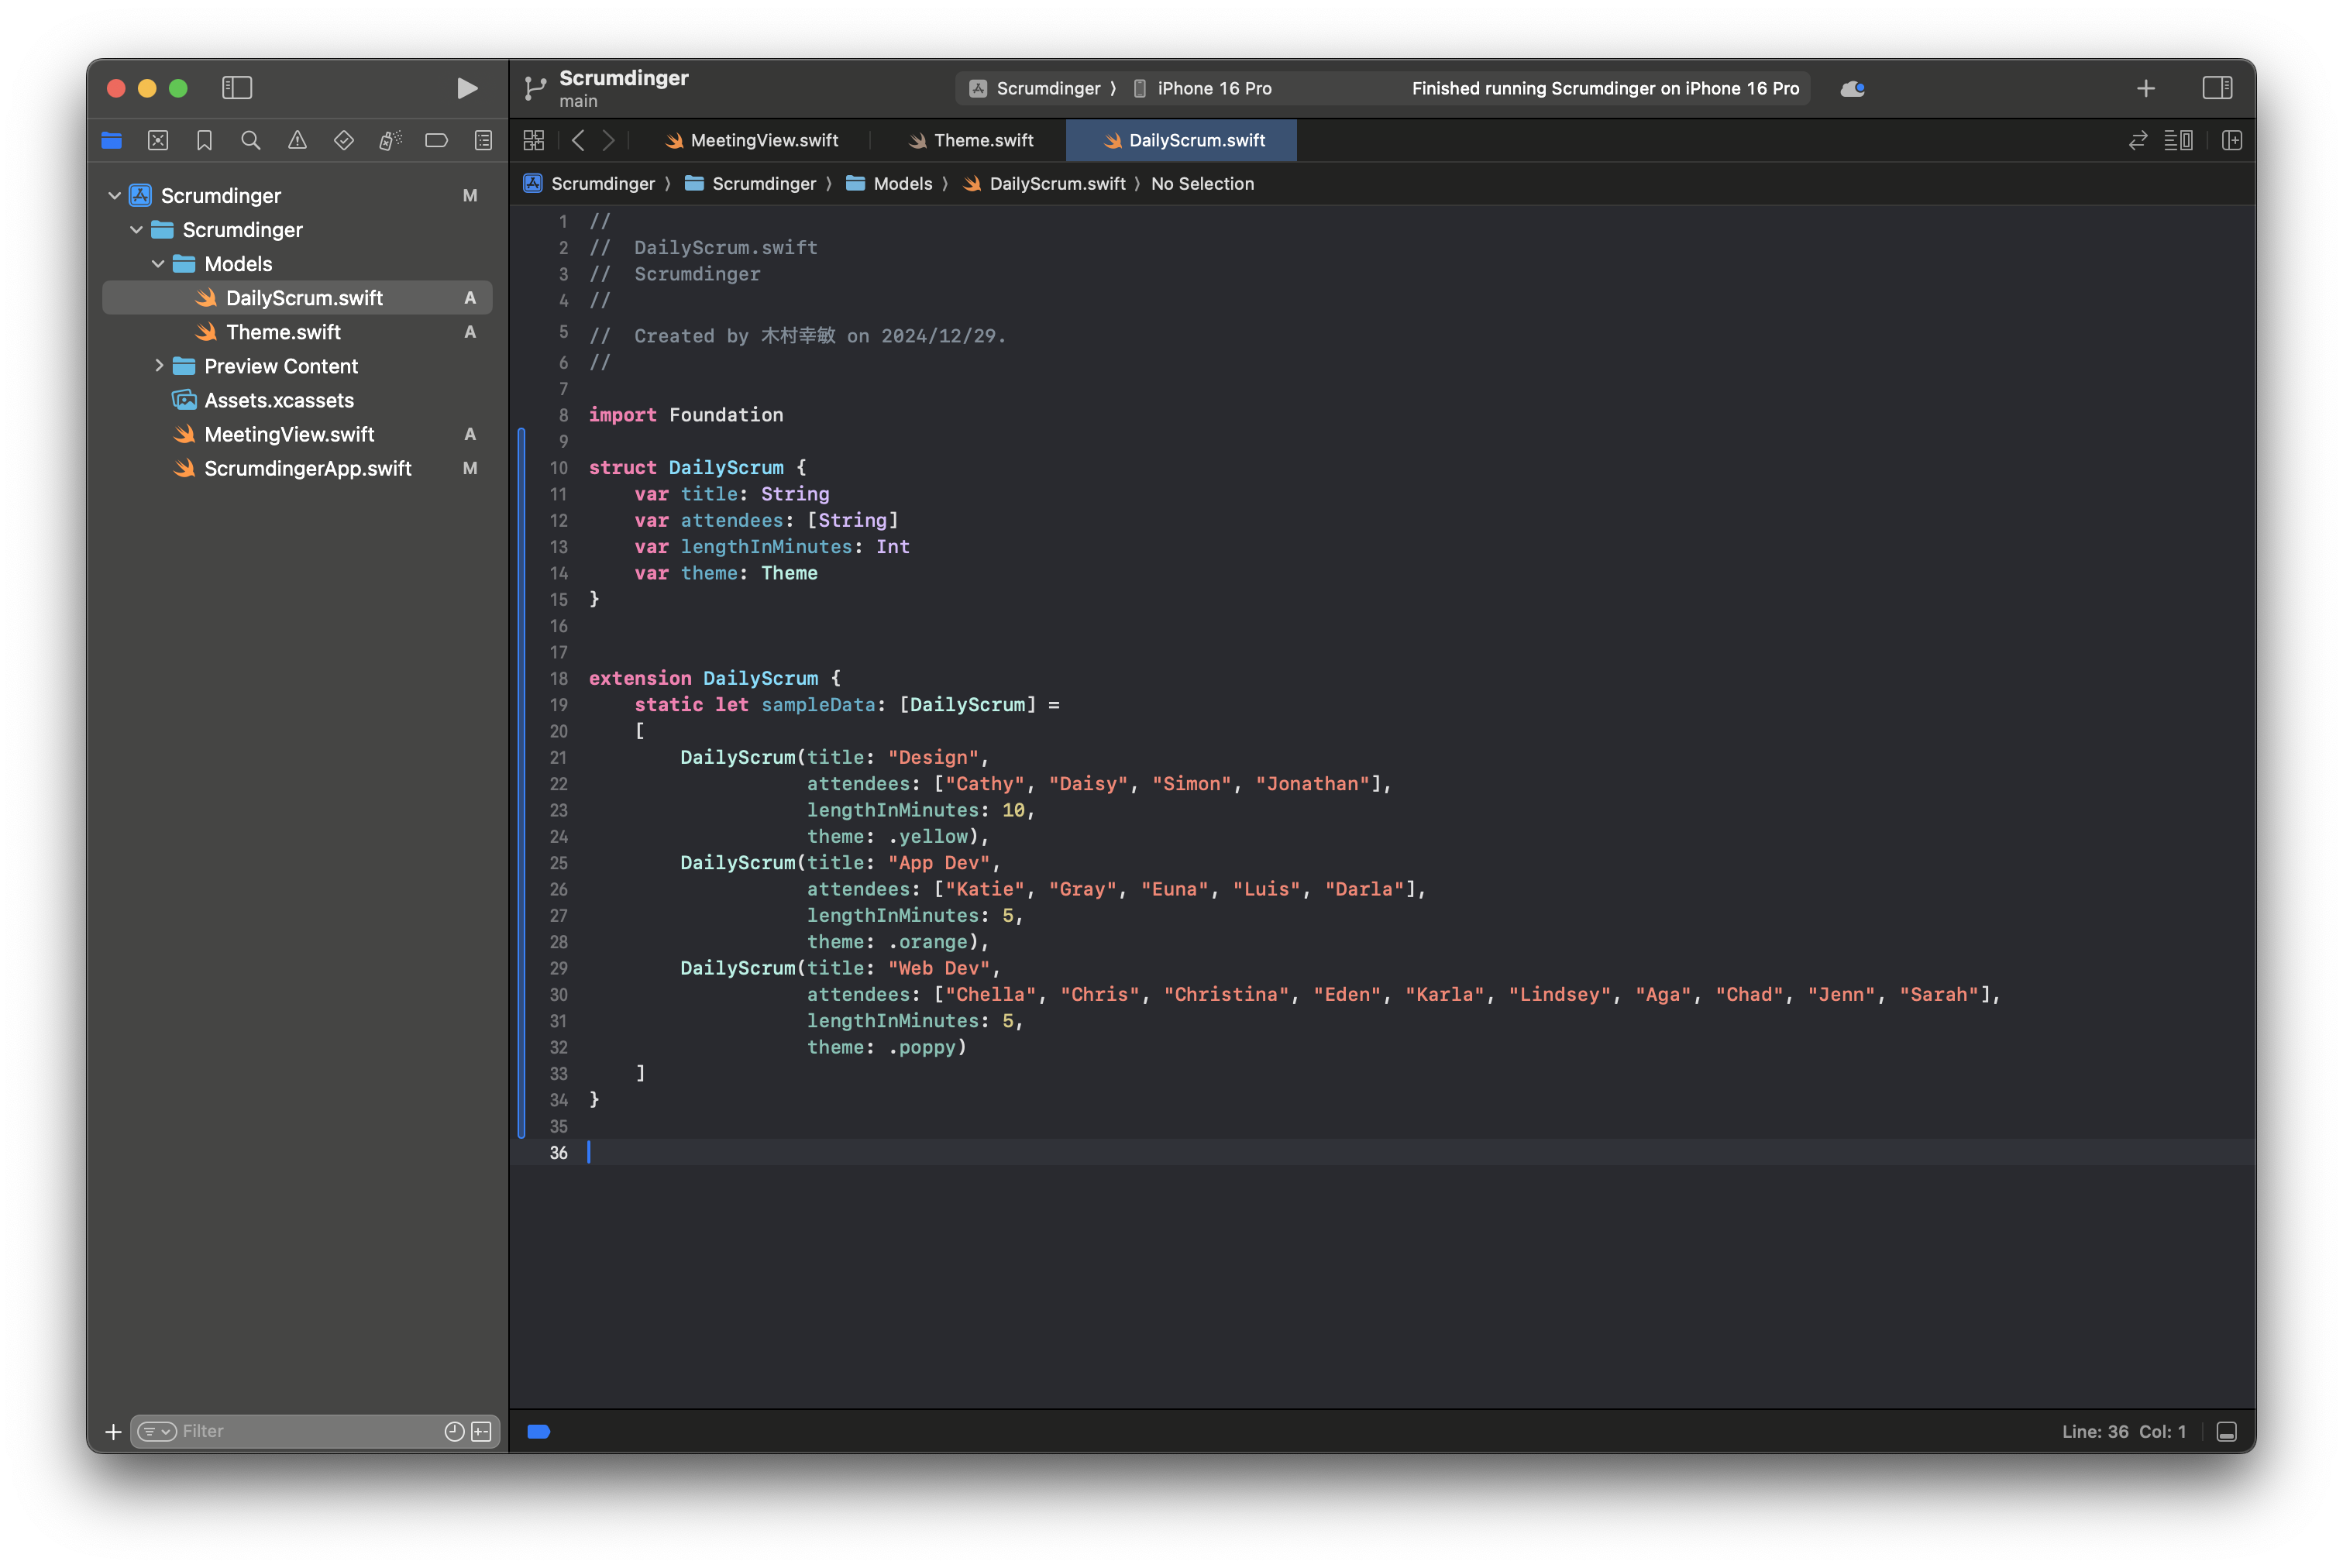 Scrumdinger
main
Scrumdinger 〉 iPhone 16 Pro
Finished running Scrumdinger on iPhone 16 Pro
MeetingView.swift
Theme.swift
DailyScrum.swift
Scrumdinger 〉 Scrumdinger 〉 Models 〉 DailyScrum.swift 〉 No Selection
Scrumdinger M
Scrumdinger
Models
DailyScrum.swift A
Theme.swift A
Preview Content
Assets.xcassets
MeetingView.swift A
ScrumdingerApp.swift M
Filter
1 //
2 //  DailyScrum.swift
3 //  Scrumdinger
4 //
5 //  Created by 木村幸敏 on 2024/12/29.
6 //
7
8 import Foundation
9
10 struct DailyScrum {
11     var title: String
12     var attendees: [String]
13     var lengthInMinutes: Int
14     var theme: Theme
15 }
16
17
18 extension DailyScrum {
19     static let sampleData: [DailyScrum] =
20     [
21         DailyScrum(title: "Design",
22                    attendees: ["Cathy", "Daisy", "Simon", "Jonathan"],
23                    lengthInMinutes: 10,
24                    theme: .yellow),
25         DailyScrum(title: "App Dev",
26                    attendees: ["Katie", "Gray", "Euna", "Luis", "Darla"],
27                    lengthInMinutes: 5,
28                    theme: .orange),
29         DailyScrum(title: "Web Dev",
30                    attendees: ["Chella", "Chris", "Christina", "Eden", "Karla", "Lindsey", "Aga", "Chad", "Jenn", "Sarah"],
31                    lengthInMinutes: 5,
32                    theme: .poppy)
33     ]
34 }
35
36
Line: 36  Col: 1